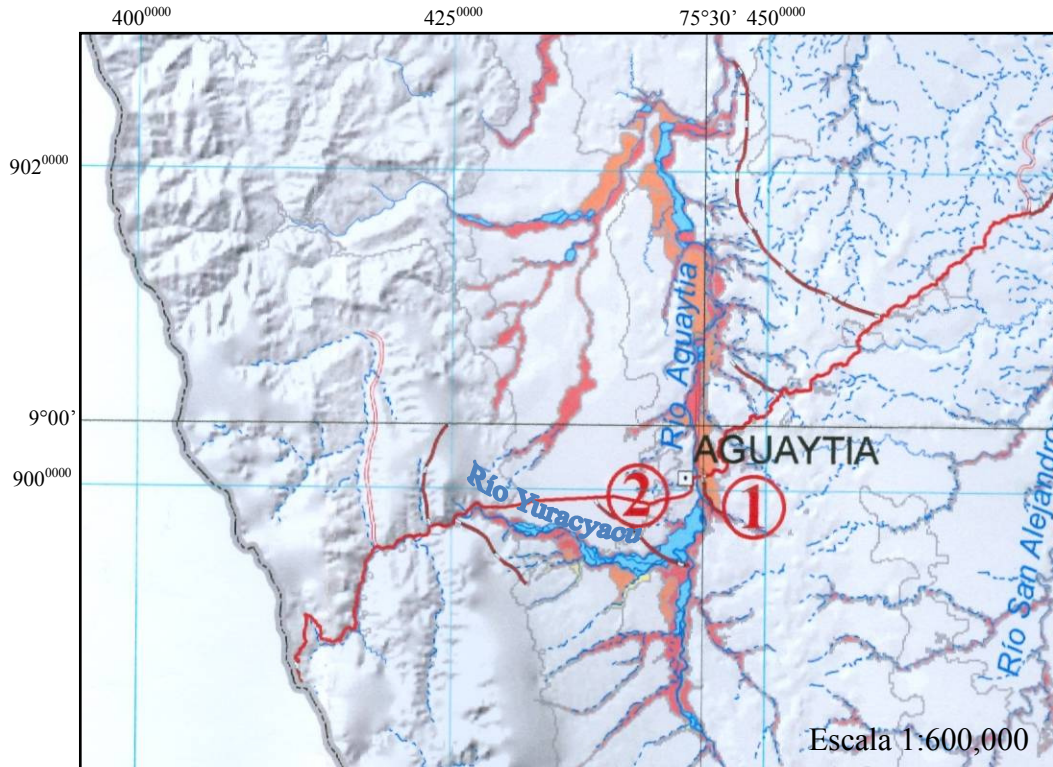 400⁰⁰⁰⁰ 425⁰⁰⁰⁰ 75°30’ 450⁰⁰⁰⁰
902⁰⁰⁰⁰
Río Aguaytia
9°00’
AGUAYTIA
900⁰⁰⁰⁰
2
1
Río Yuracyacu
Río San Alejandro
Escala 1:600,000